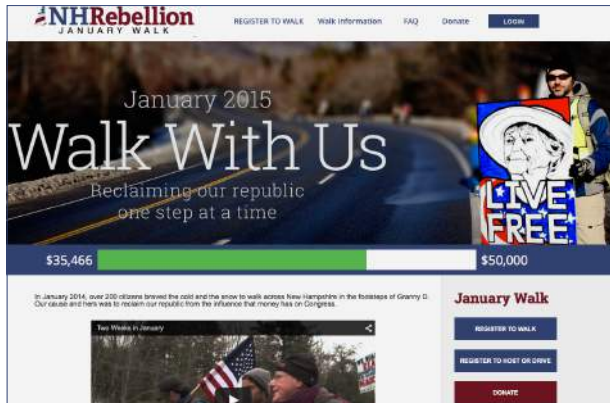 NHRebellion
JANUARY WALK
REGISTER TO WALK Walk Information FAQ Donate LOGIN
January 2015
Walk With Us
Reclaiming our republic
one step at a time
LIVE
FREE
$35,466 $50,000
In January 2014, over 200 citizens braved the cold and the snow to walk across New Hampshire in the footsteps of Granny D.
Our cause and hers was to reclaim our republic from the influence that money has on Congress.
January Walk
Two Weeks in January
REGISTER TO WALK
REGISTER TO HOST OR DRIVE
DONATE